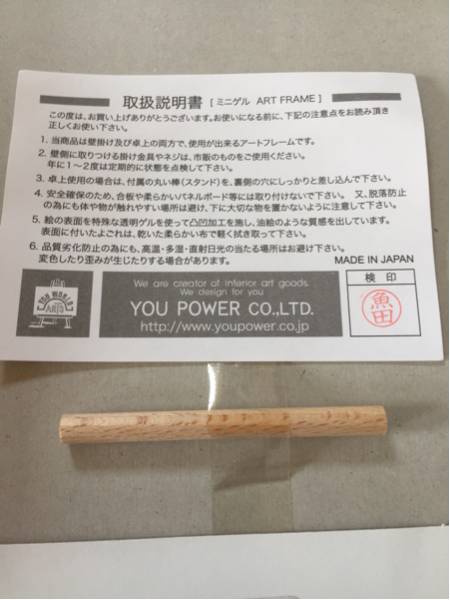 取扱説明書 [ ミニゲル ART FRAME ]
この度は、お買い上げありがとうございます。お使いになる前に、下記の注意点をお読み頂き
正しくお使い下さい。
1. 当商品は壁掛け及び卓上の両方で、使用が出来るアートフレームです。
2. 壁側に取りつける掛け金具やネジは、市販のものをご使用ください。
年に1〜2度は定期的に状態を点検して下さい。
3. 卓上使用の場合は、付属の丸い棒(スタンド)を、裏側の穴にしっかりと差し込んで下さい。
4. 安全確保のため、合板や柔らかいパネルボード等には取り付けないで下さい。 又、脱落防止
の為にも体や物が触れやすい場所は避け、下に大切な物を置かないように注意して下さい。
5. 絵の表面を特殊な透明ゲルを使って凸凹加工を施し、油絵のような質感を出しています。
表面に付いたよごれは、乾いた柔らかい布で軽く拭き取って下さい。
6. 品質劣化防止の為にも、高温・多湿・直射日光の当たる場所はお避け下さい。
変色したり歪みが生じたりする場合があります。
MADE IN JAPAN
YOU WORLD
ARTS
We are creator of interior art goods.
We design for you
YOU POWER CO.,LTD.
http://www.youpower.co.jp
検 印
魚田